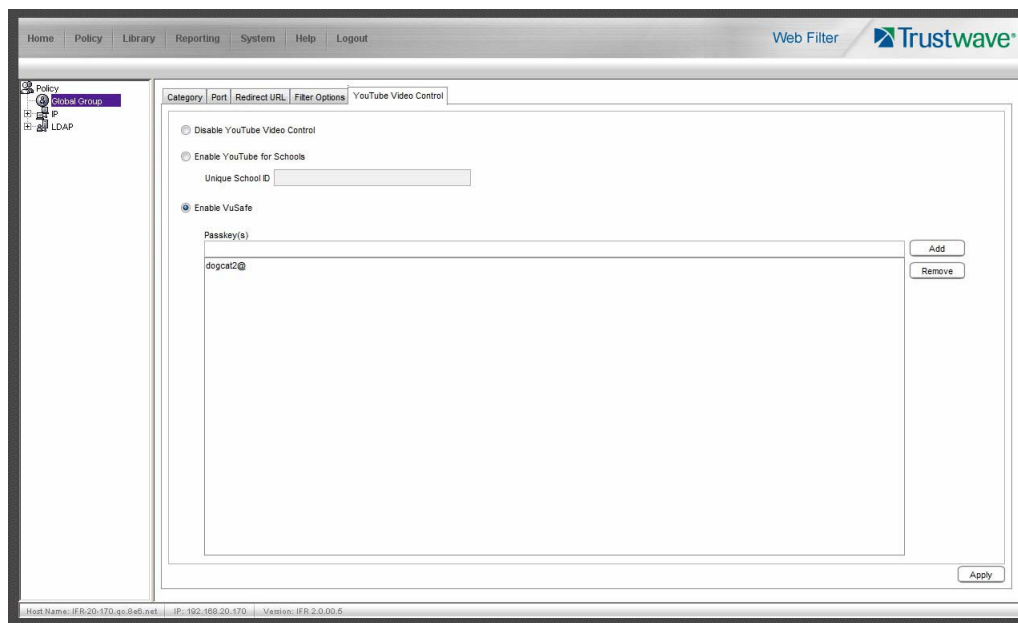 Home Policy Library Reporting System Help Logout
Web Filter
Trustwave®
Policy
Global Group
IP
LDAP
Category Port Redirect URL Filter Options YouTube Video Control
Disable YouTube Video Control
Enable YouTube for Schools
Unique School ID
Enable VuSafe
Passkey(s)
Add
dogcat2@
Remove
Apply
Host Name: IFR-20-170.qc.8e6.net IP: 192.168.20.170 Version: IFR 2.0.00.5